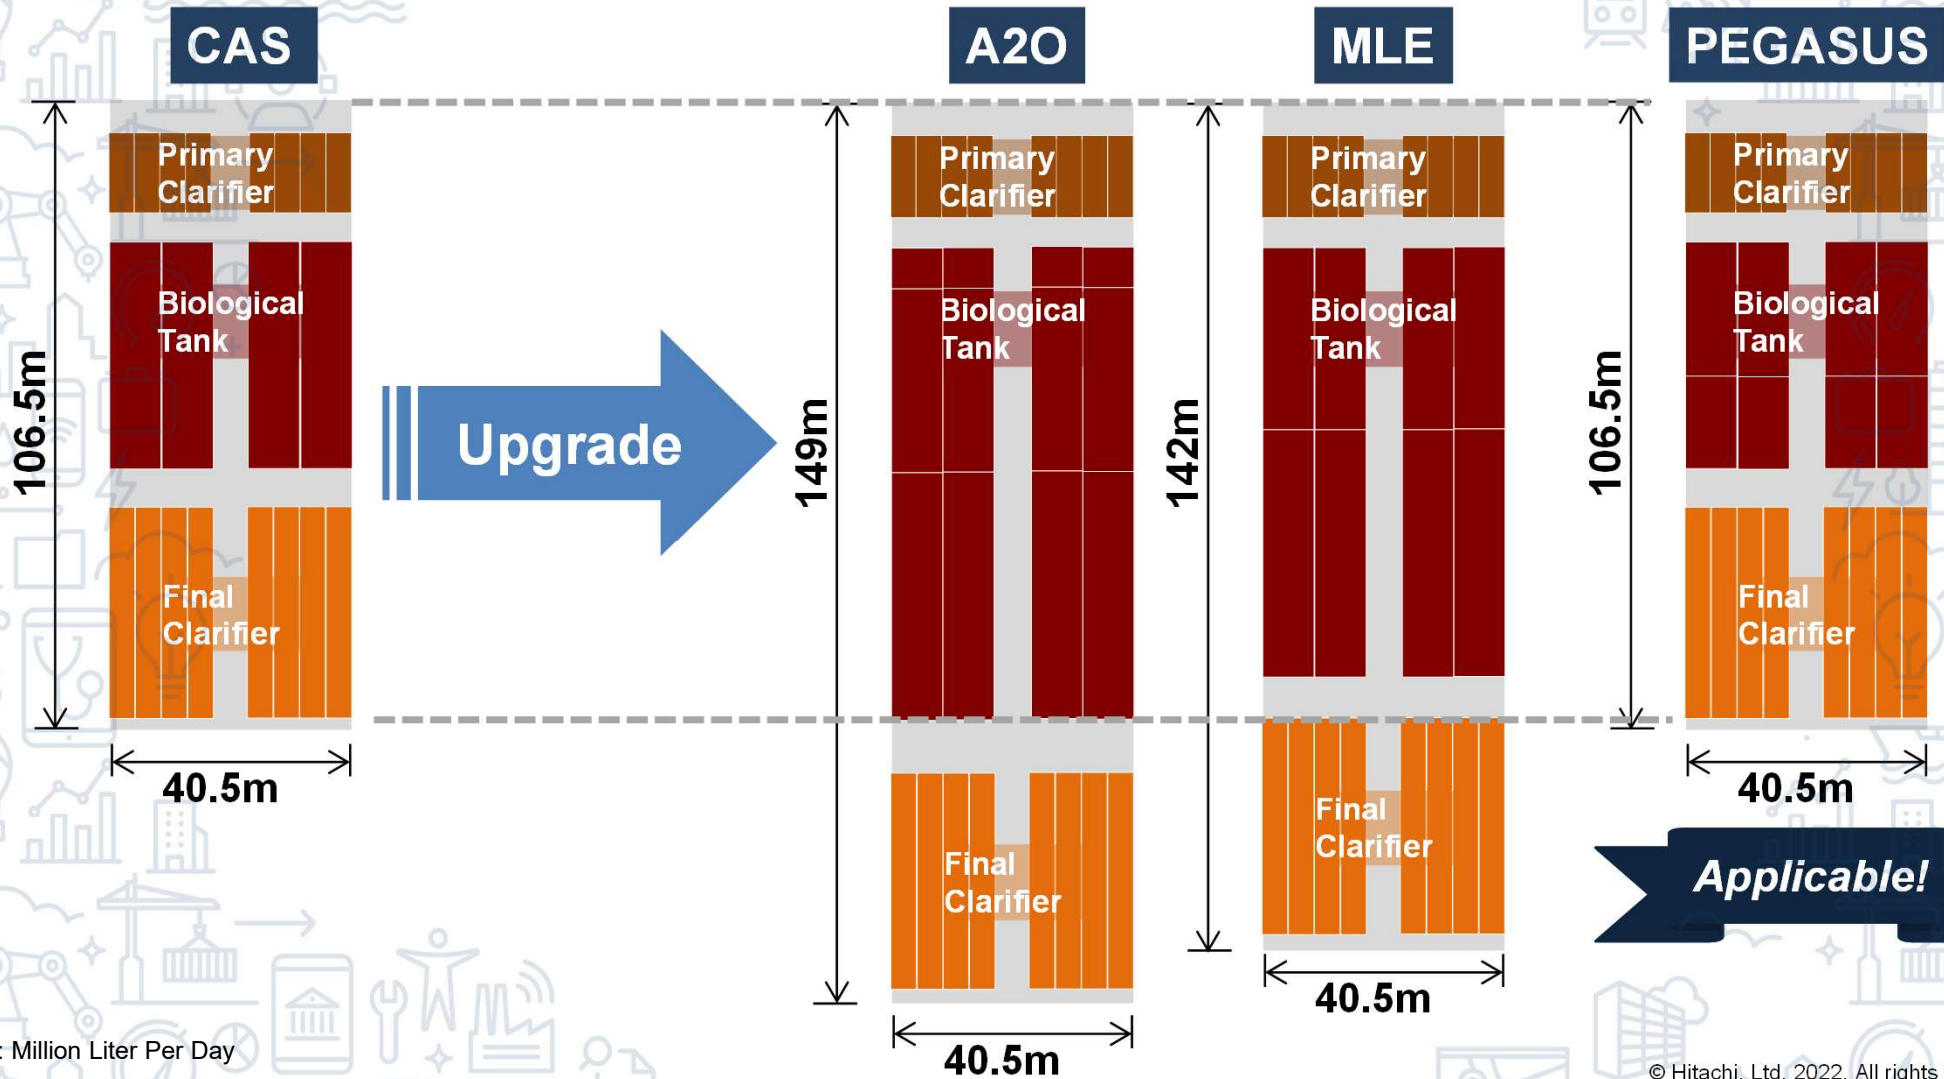 CAS
A2O
MLE
PEGASUS
106.5m
Primary
Clarifier
Biological
Tank
Final
Clarifier
40.5m
Upgrade
149m
Primary
Clarifier
Biological
Tank
Final
Clarifier
40.5m
142m
Primary
Clarifier
Biological
Tank
Final
Clarifier
40.5m
106.5m
Primary
Clarifier
Biological
Tank
Final
Clarifier
40.5m
Applicable!
: Million Liter Per Day
© Hitachi, Ltd. 2022. All rights